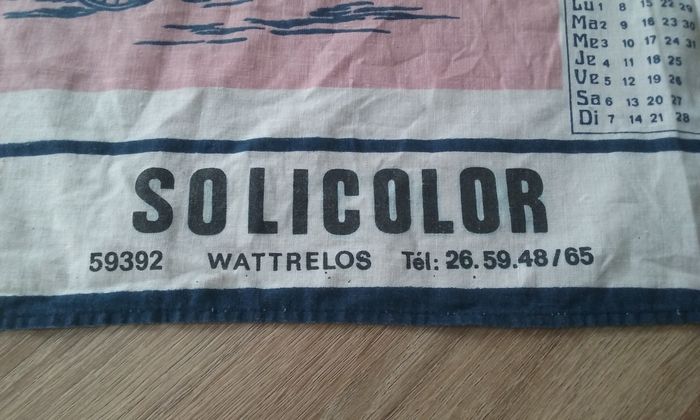 Lu 1 8 15 22 29
Ma 2 9 16 23 30
Me 3 10 17 24 31
Je 4 11 18 25
Ve 5 12 19 26
Sa 6 13 20 27
Di 7 14 21 28
SOLICOLOR
59392 WATTRELOS Tél: 26.59.48/65